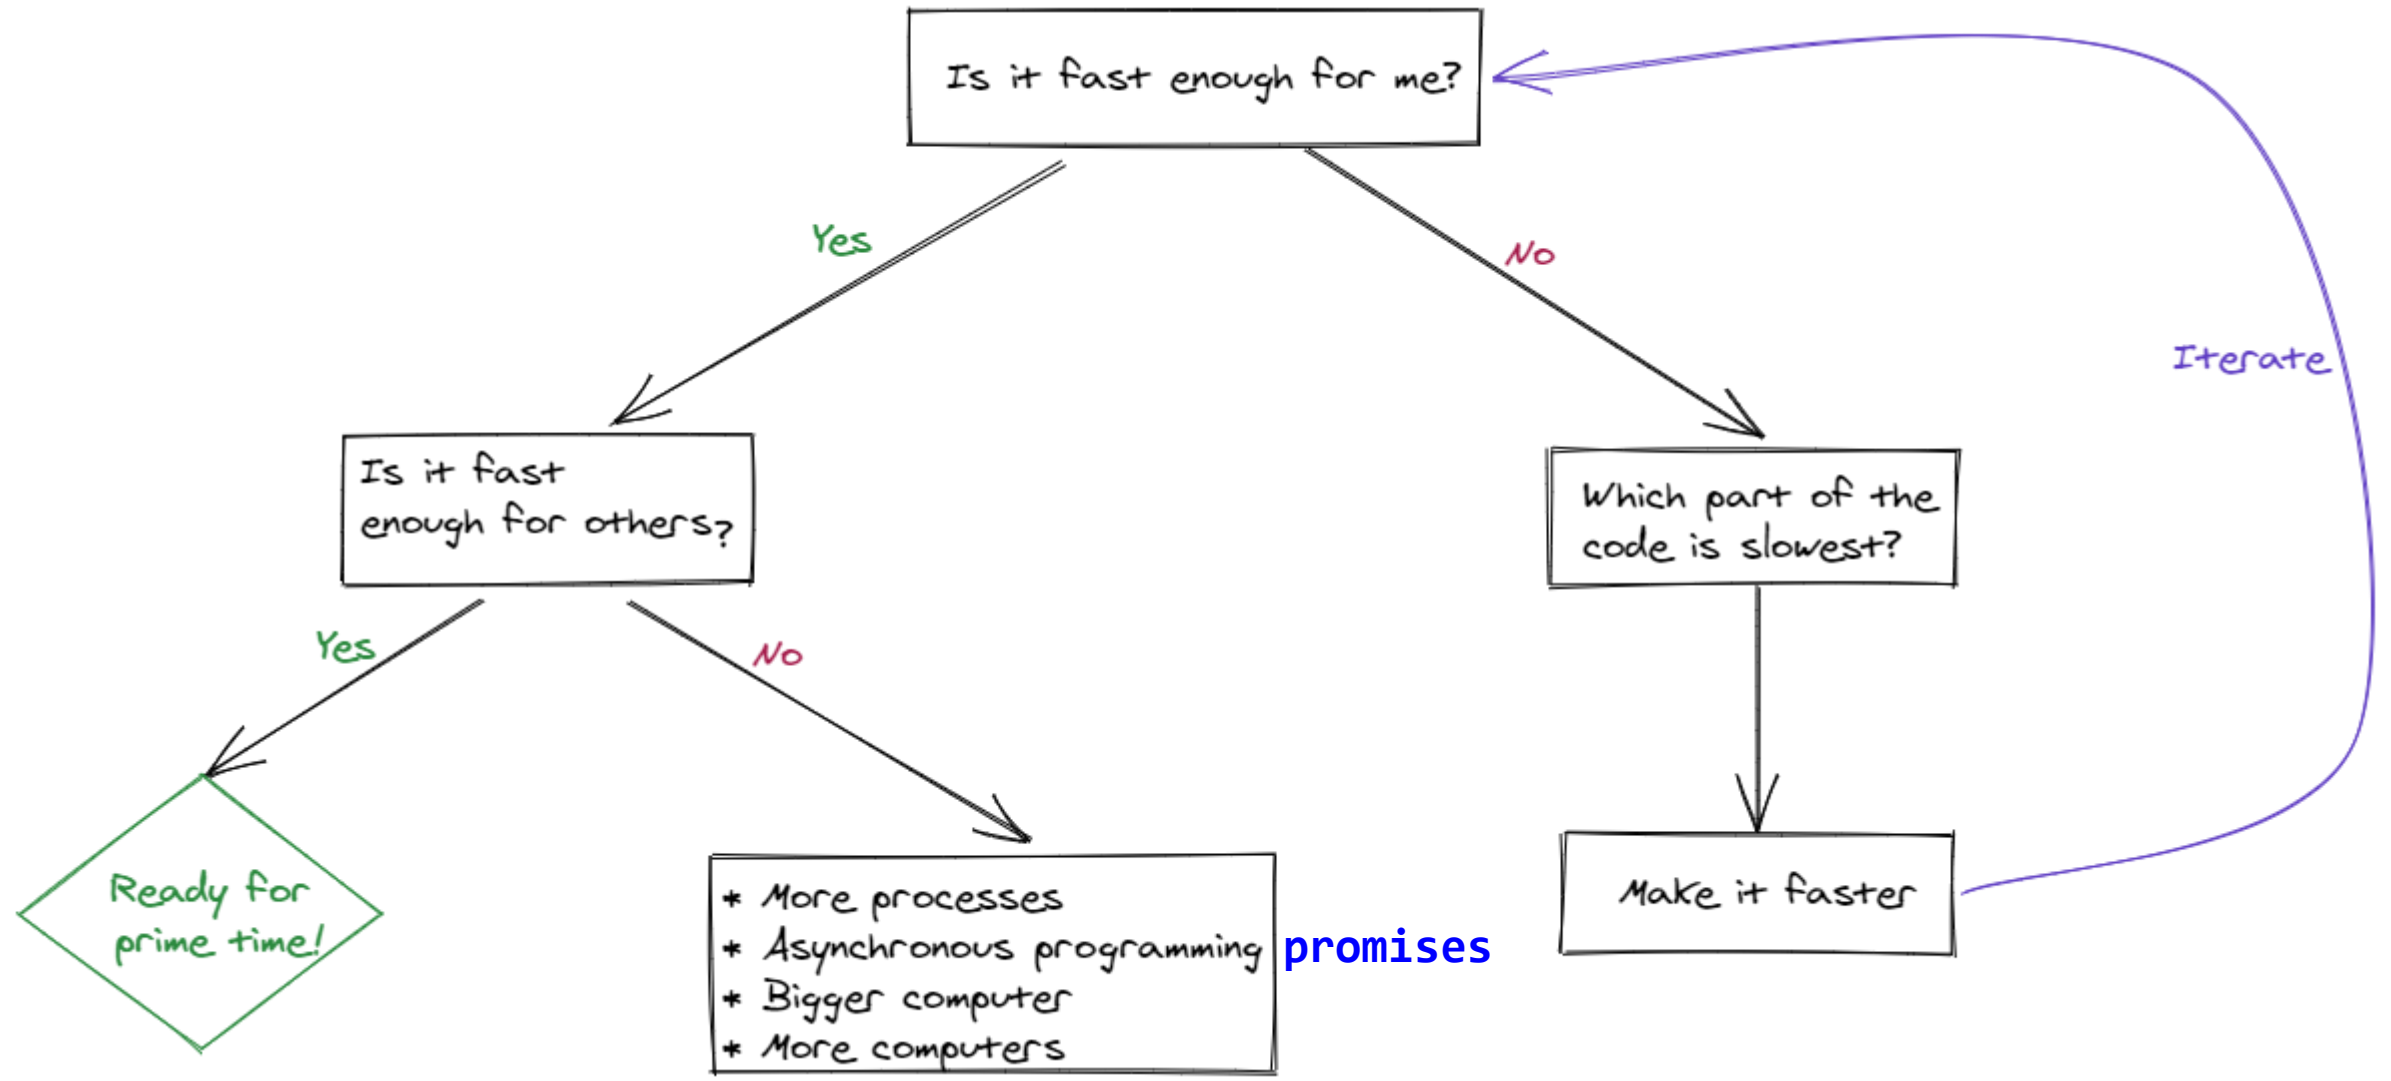 Is it fast enough for me?
Yes
No
Iterate
Is it fast
enough for others?
Which part of the
code is slowest?
Yes
No
Ready for
prime time!
* More processes
* Asynchronous programming promises
* Bigger computer
* More computers
Make it faster